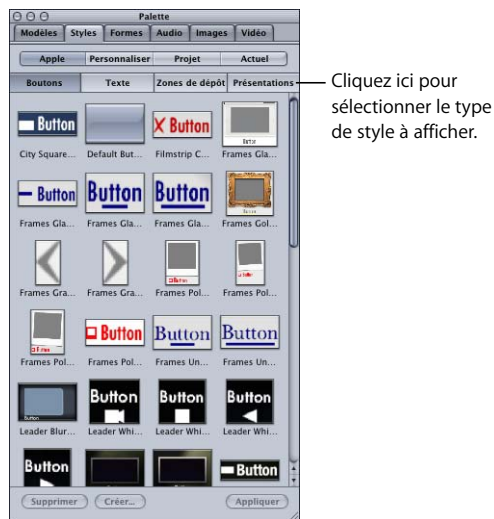 Palette
Modèles Styles Formes Audio Images Vidéo
Apple Personnaliser Projet Actuel
Boutons Texte Zones de dépôt Présentations
Cliquez ici pour
sélectionner le type
de style à afficher.
Button Button Button
City Square... Default But... Filmstrip C... Frames Gla...
Button Button Button Button
Frames Gla... Frames Gla... Frames Gla... Frames Gol...
Frames Gra... Frames Gra... Frames Pol... Frames Pol...
Button Button Button
Frames Pol... Frames Pol... Frames Un... Frames Un...
Button Button Button Button
Leader Blur... Leader Whi... Leader Whi... Leader Whi...
Button Button
Supprimer Créer... Appliquer